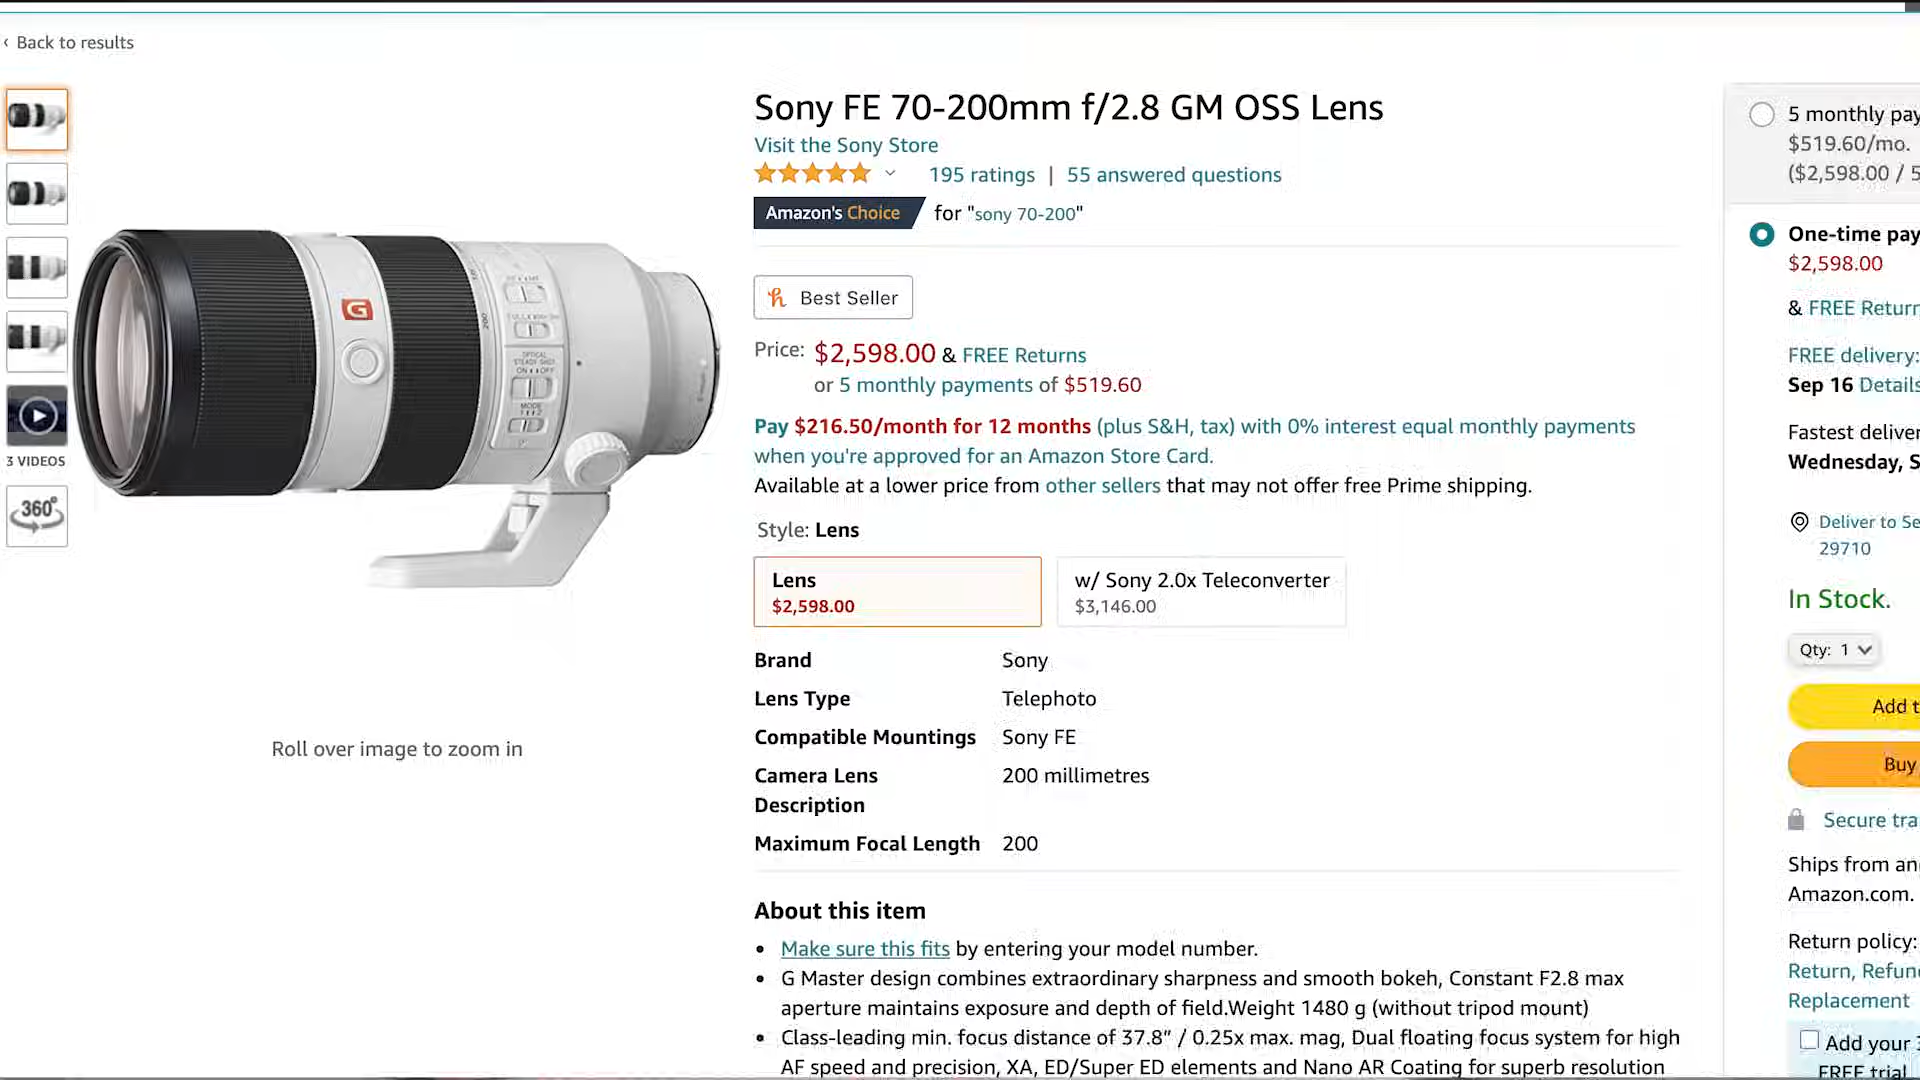 ‹ Back to results
3 VIDEOS
360°
G
200
OPTICAL
STEADY SHOT
ON OFF
MODE
1 2
Roll over image to zoom in
Sony FE 70-200mm f/2.8 GM OSS Lens
Visit the Sony Store
195 ratings | 55 answered questions
Amazon's Choice for "sony 70-200"
h Best Seller
Price: $2,598.00 & FREE Returns
or 5 monthly payments of $519.60
Pay $216.50/month for 12 months (plus S&H, tax) with 0% interest equal monthly payments
when you're approved for an Amazon Store Card.
Available at a lower price from other sellers that may not offer free Prime shipping.
Style: Lens
Lens
$2,598.00
w/ Sony 2.0x Teleconverter
$3,146.00
Brand Sony
Lens Type Telephoto
Compatible Mountings Sony FE
Camera Lens 200 millimetres
Description
Maximum Focal Length 200
About this item
• Make sure this fits by entering your model number.
• G Master design combines extraordinary sharpness and smooth bokeh, Constant F2.8 max
aperture maintains exposure and depth of field.Weight 1480 g (without tripod mount)
• Class-leading min. focus distance of 37.8” / 0.25x max. mag, Dual floating focus system for high
AF speed and precision, XA, ED/Super ED elements and Nano AR Coating for superb resolution
5 monthly pay
$519.60/mo.
($2,598.00 / 5
One-time pay
$2,598.00
& FREE Return
FREE delivery:
Sep 16 Details
Fastest deliver
Wednesday, S
Deliver to Se
29710
In Stock.
Qty: 1
Add t
Buy
Secure tra
Ships from an
Amazon.com.
Return policy:
Return, Refun
Replacement
Add your 3
FREE trial